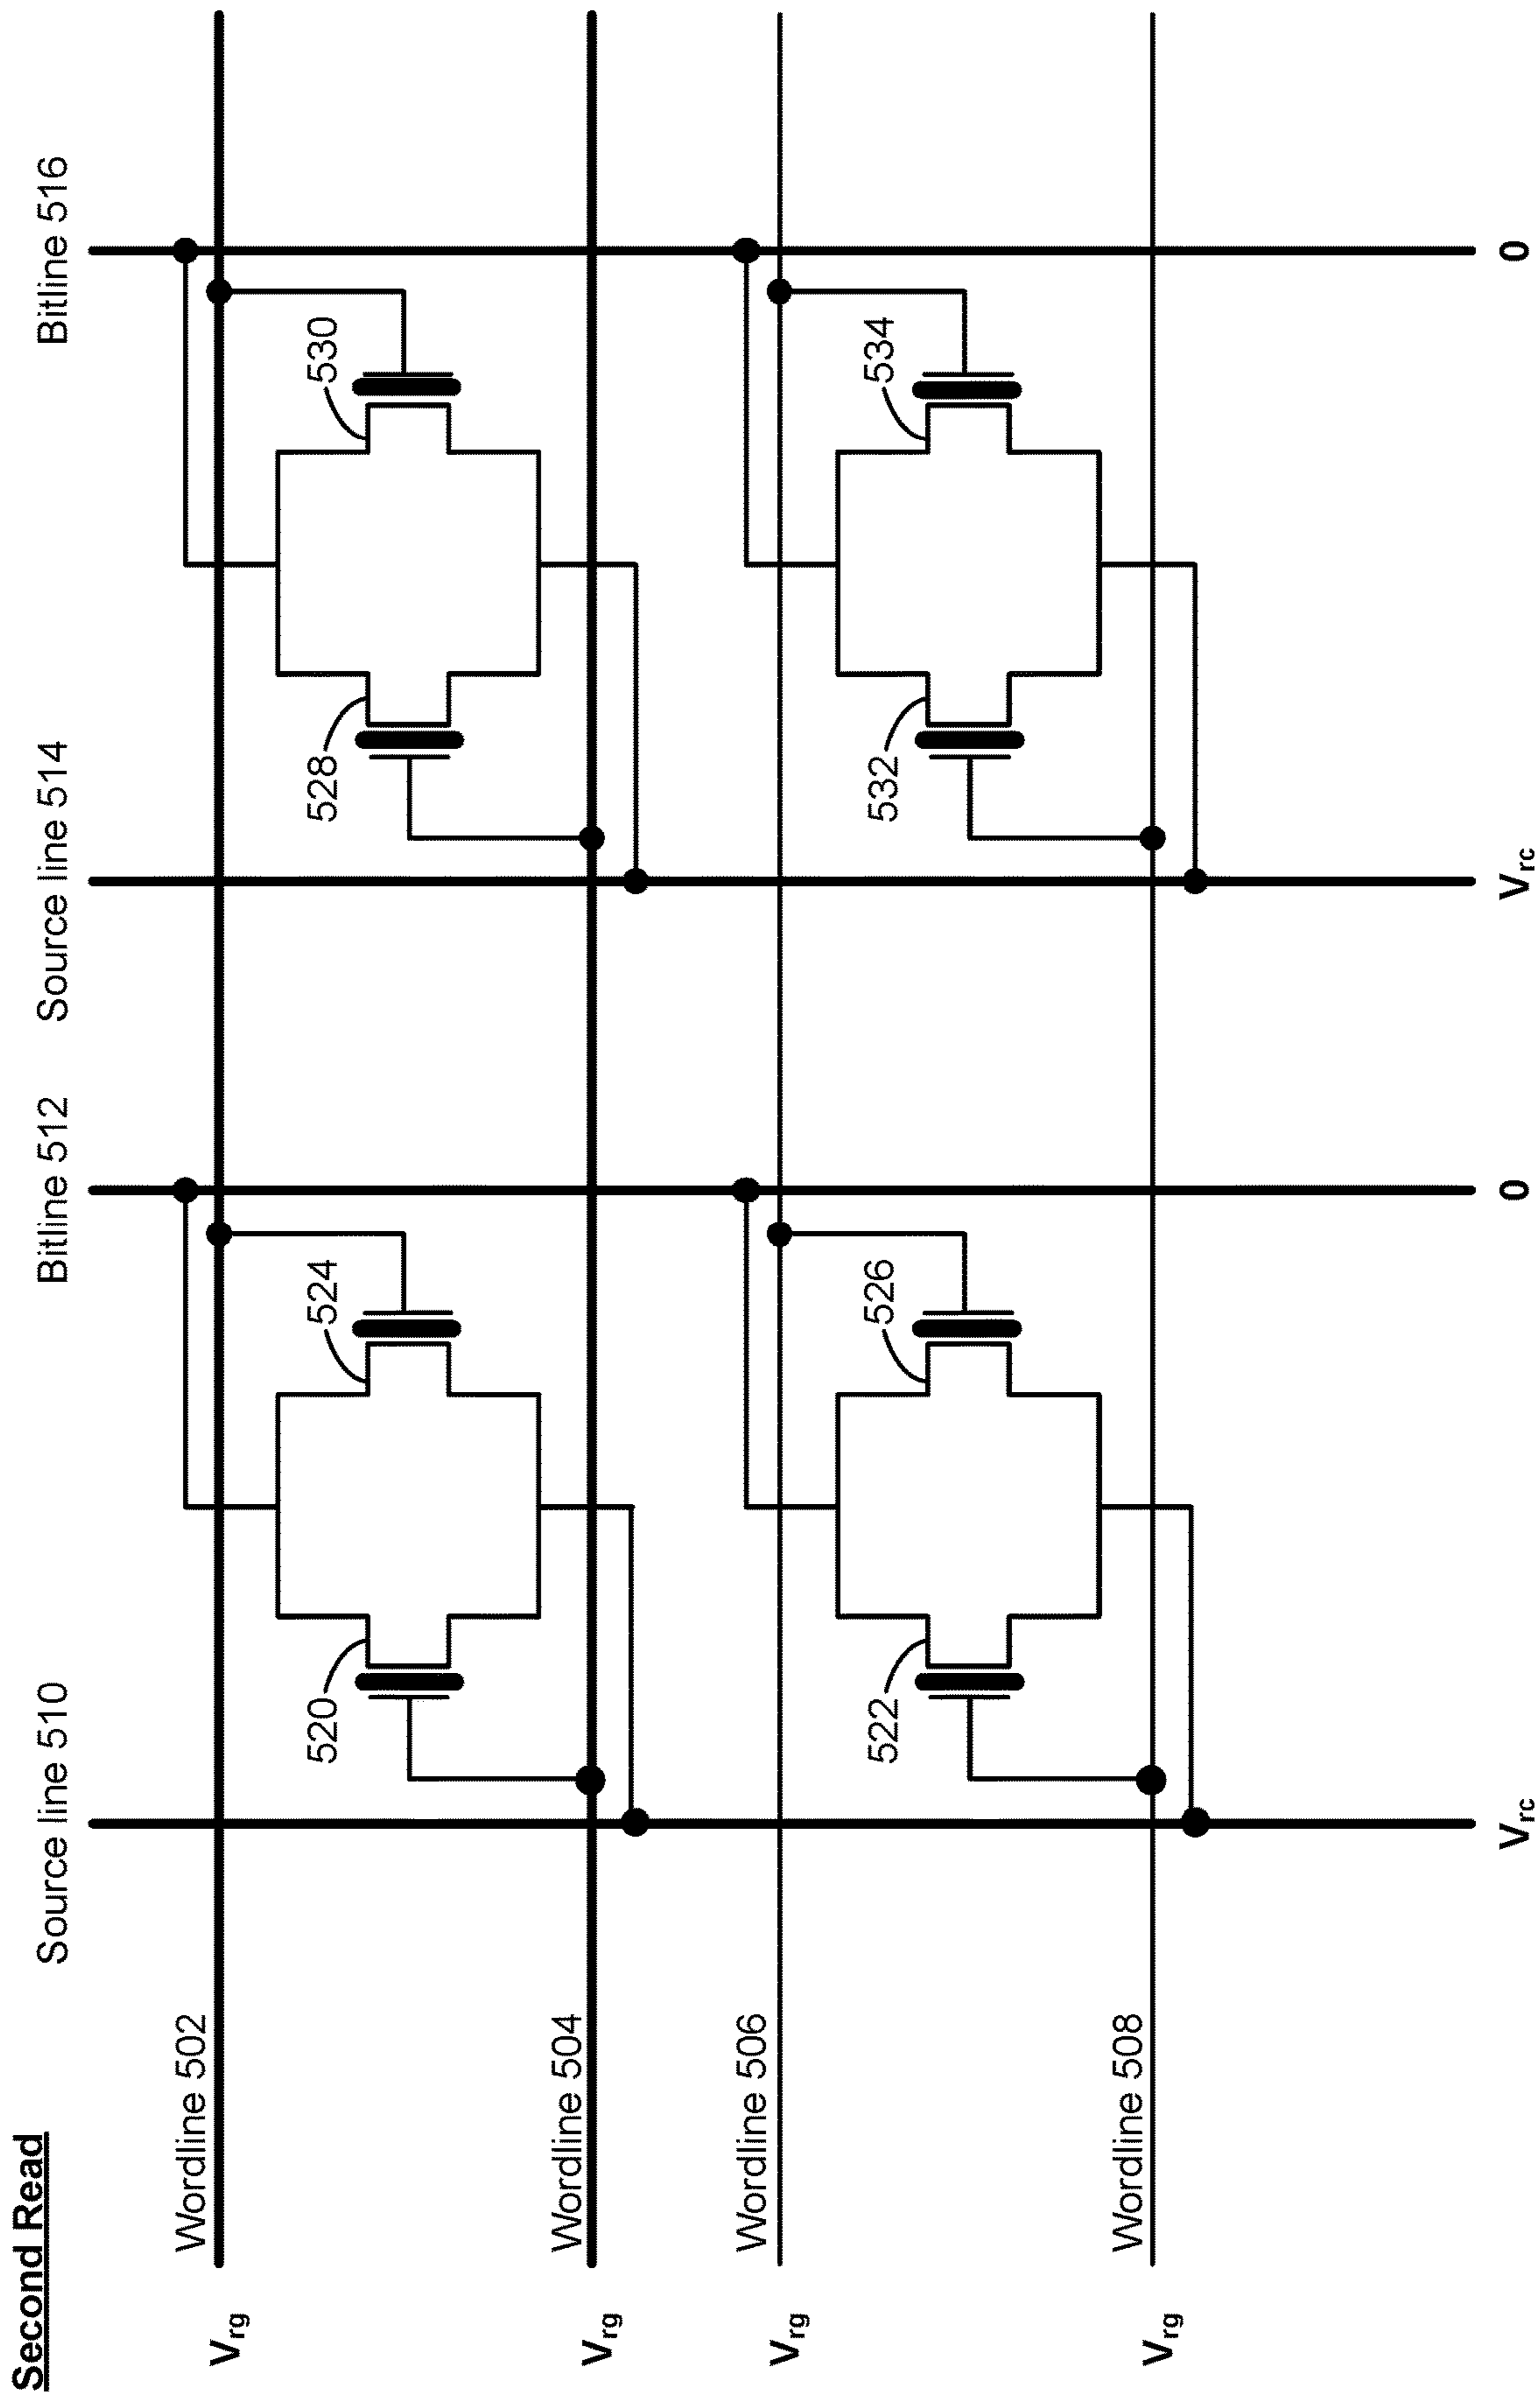 Second Read
Source line 510
Bitline 512
Source line 514
Bitline 516
Wordline 502
Vrg
520
524
528
530
Wordline 504
Vrg
Wordline 506
Vrg
522
526
532
534
Wordline 508
Vrg
Vrc
0
Vrc
0